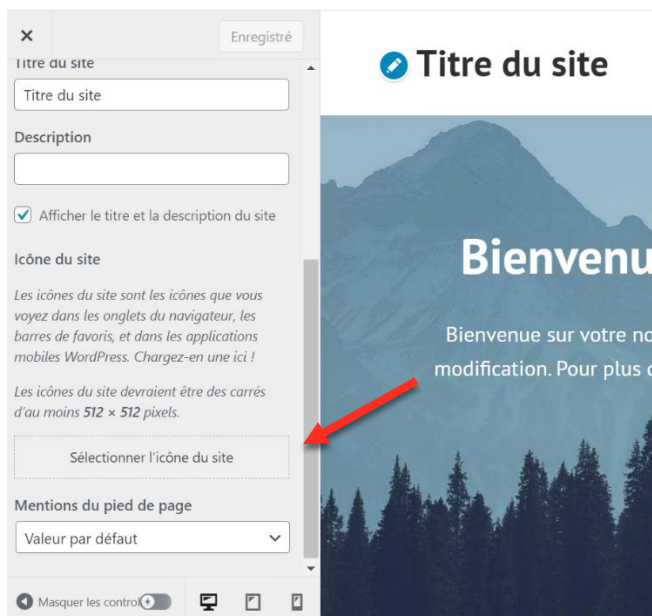 Enregistré
Titre du site
Titre du site
Description
Afficher le titre et la description du site
Icône du site
Les icônes du site sont les icônes que vous
voyez dans les onglets du navigateur, les
barres de favoris, et dans les applications
mobiles WordPress. Chargez-en une ici !
Les icônes du site devraient être des carrés
d'au moins 512 × 512 pixels.
Sélectionner l'icône du site
Mentions du pied de page
Valeur par défaut
Masquer les control
Titre du site
Bienvenu
Bienvenue sur votre no
modification. Pour plus d